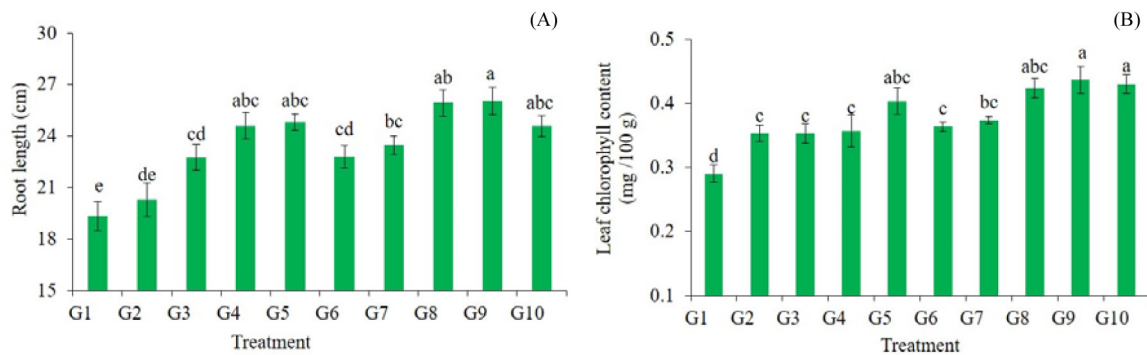 (A)
Root length (cm)
30
27
24
21
18
15
e
de
cd
abc
abc
cd
bc
ab
a
abc
G1 G2 G3 G4 G5 G6 G7 G8 G9 G10
Treatment
(B)
Leaf chlorophyll content
(mg /100 g)
0.5
0.4
0.3
0.2
0.1
d
c
c
c
abc
c
bc
abc
a
a
G1 G2 G3 G4 G5 G6 G7 G8 G9 G10
Treatment